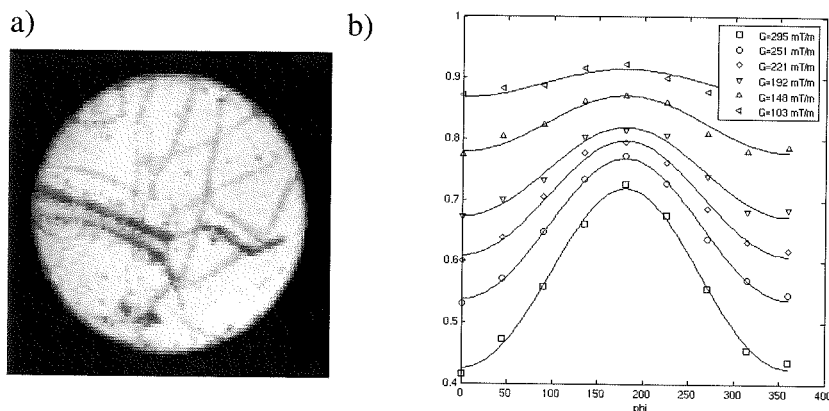 a)
b)
1
0.9
0.8
0.7
0.6
0.5
0.4
0 50 100 150 200 250 300 350 400
phi
G=295 mT/m
G=251 mT/m
G=221 mT/m
G=192 mT/m
G=148 mT/m
G=103 mT/m